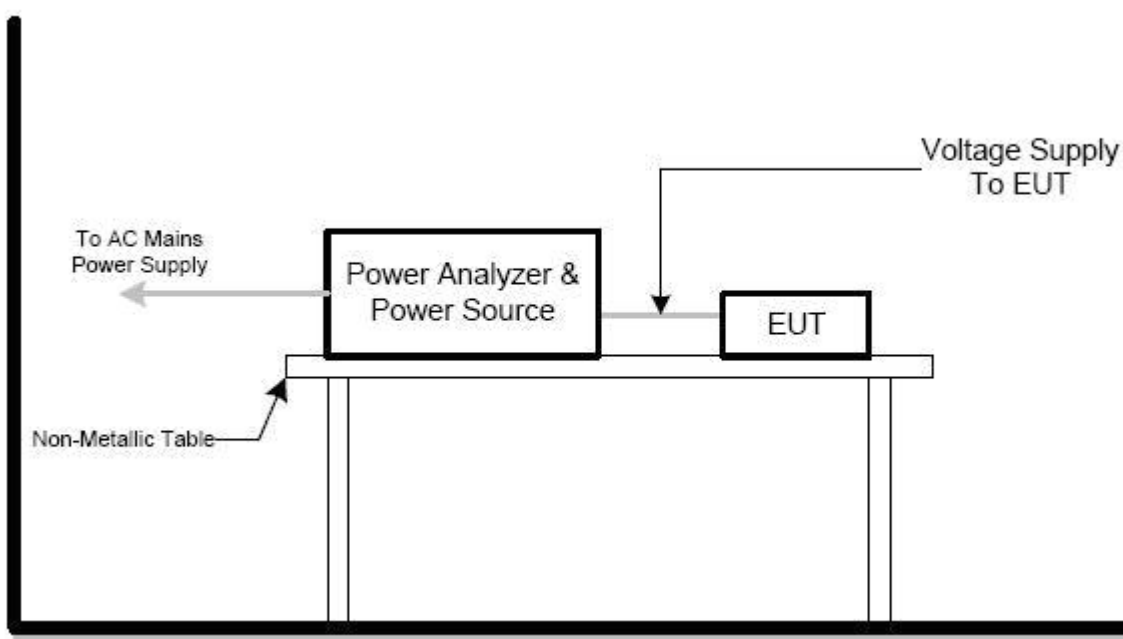 Voltage Supply
To EUT
To AC Mains
Power Supply
Power Analyzer &
Power Source
EUT
Non-Metallic Table